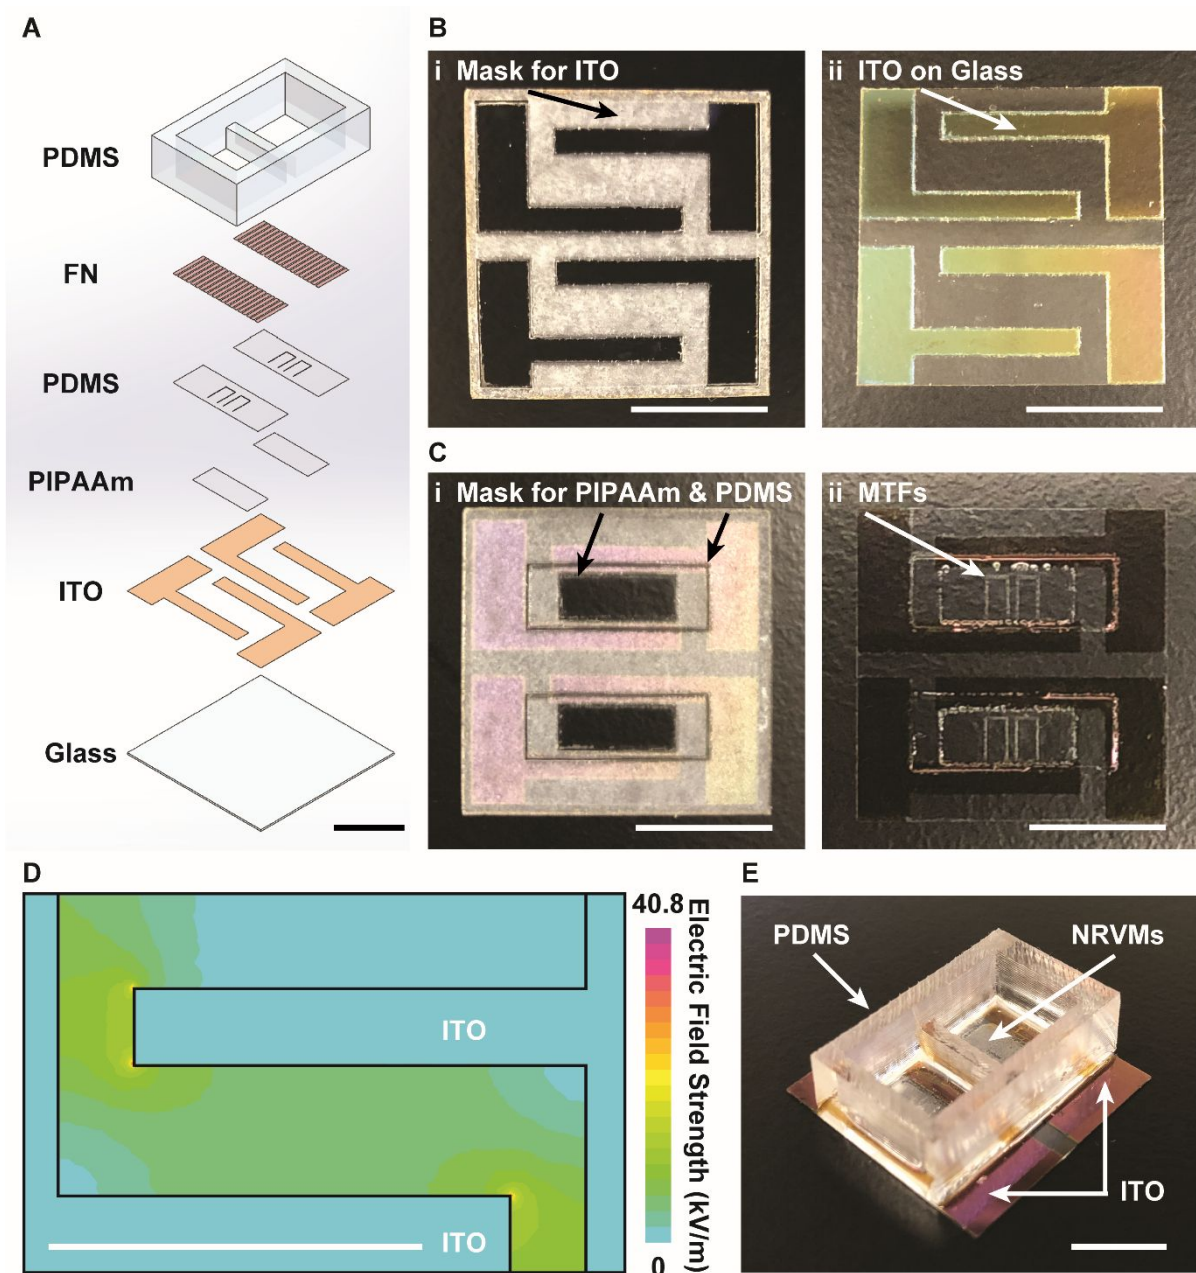 A
PDMS
FN
PDMS
PIPAAm
ITO
Glass
B
i Mask for ITO
ii ITO on Glass
C
i Mask for PIPAAm & PDMS
ii MTFs
D
ITO
ITO
40.8
0
Electric Field Strength (kV/m)
E
PDMS
NRVMs
ITO